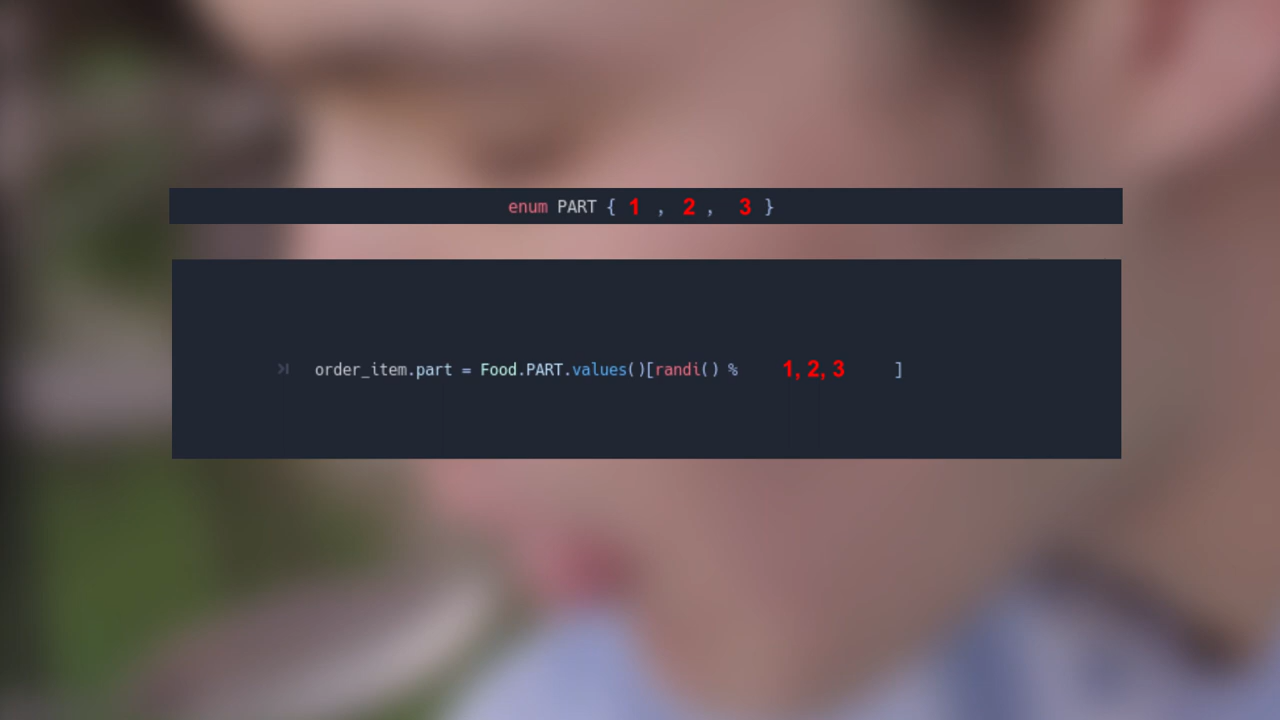 enum PART { 1 , 2 , 3 }
order_item.part = Food.PART.values()[randi() % 1, 2, 3 ]